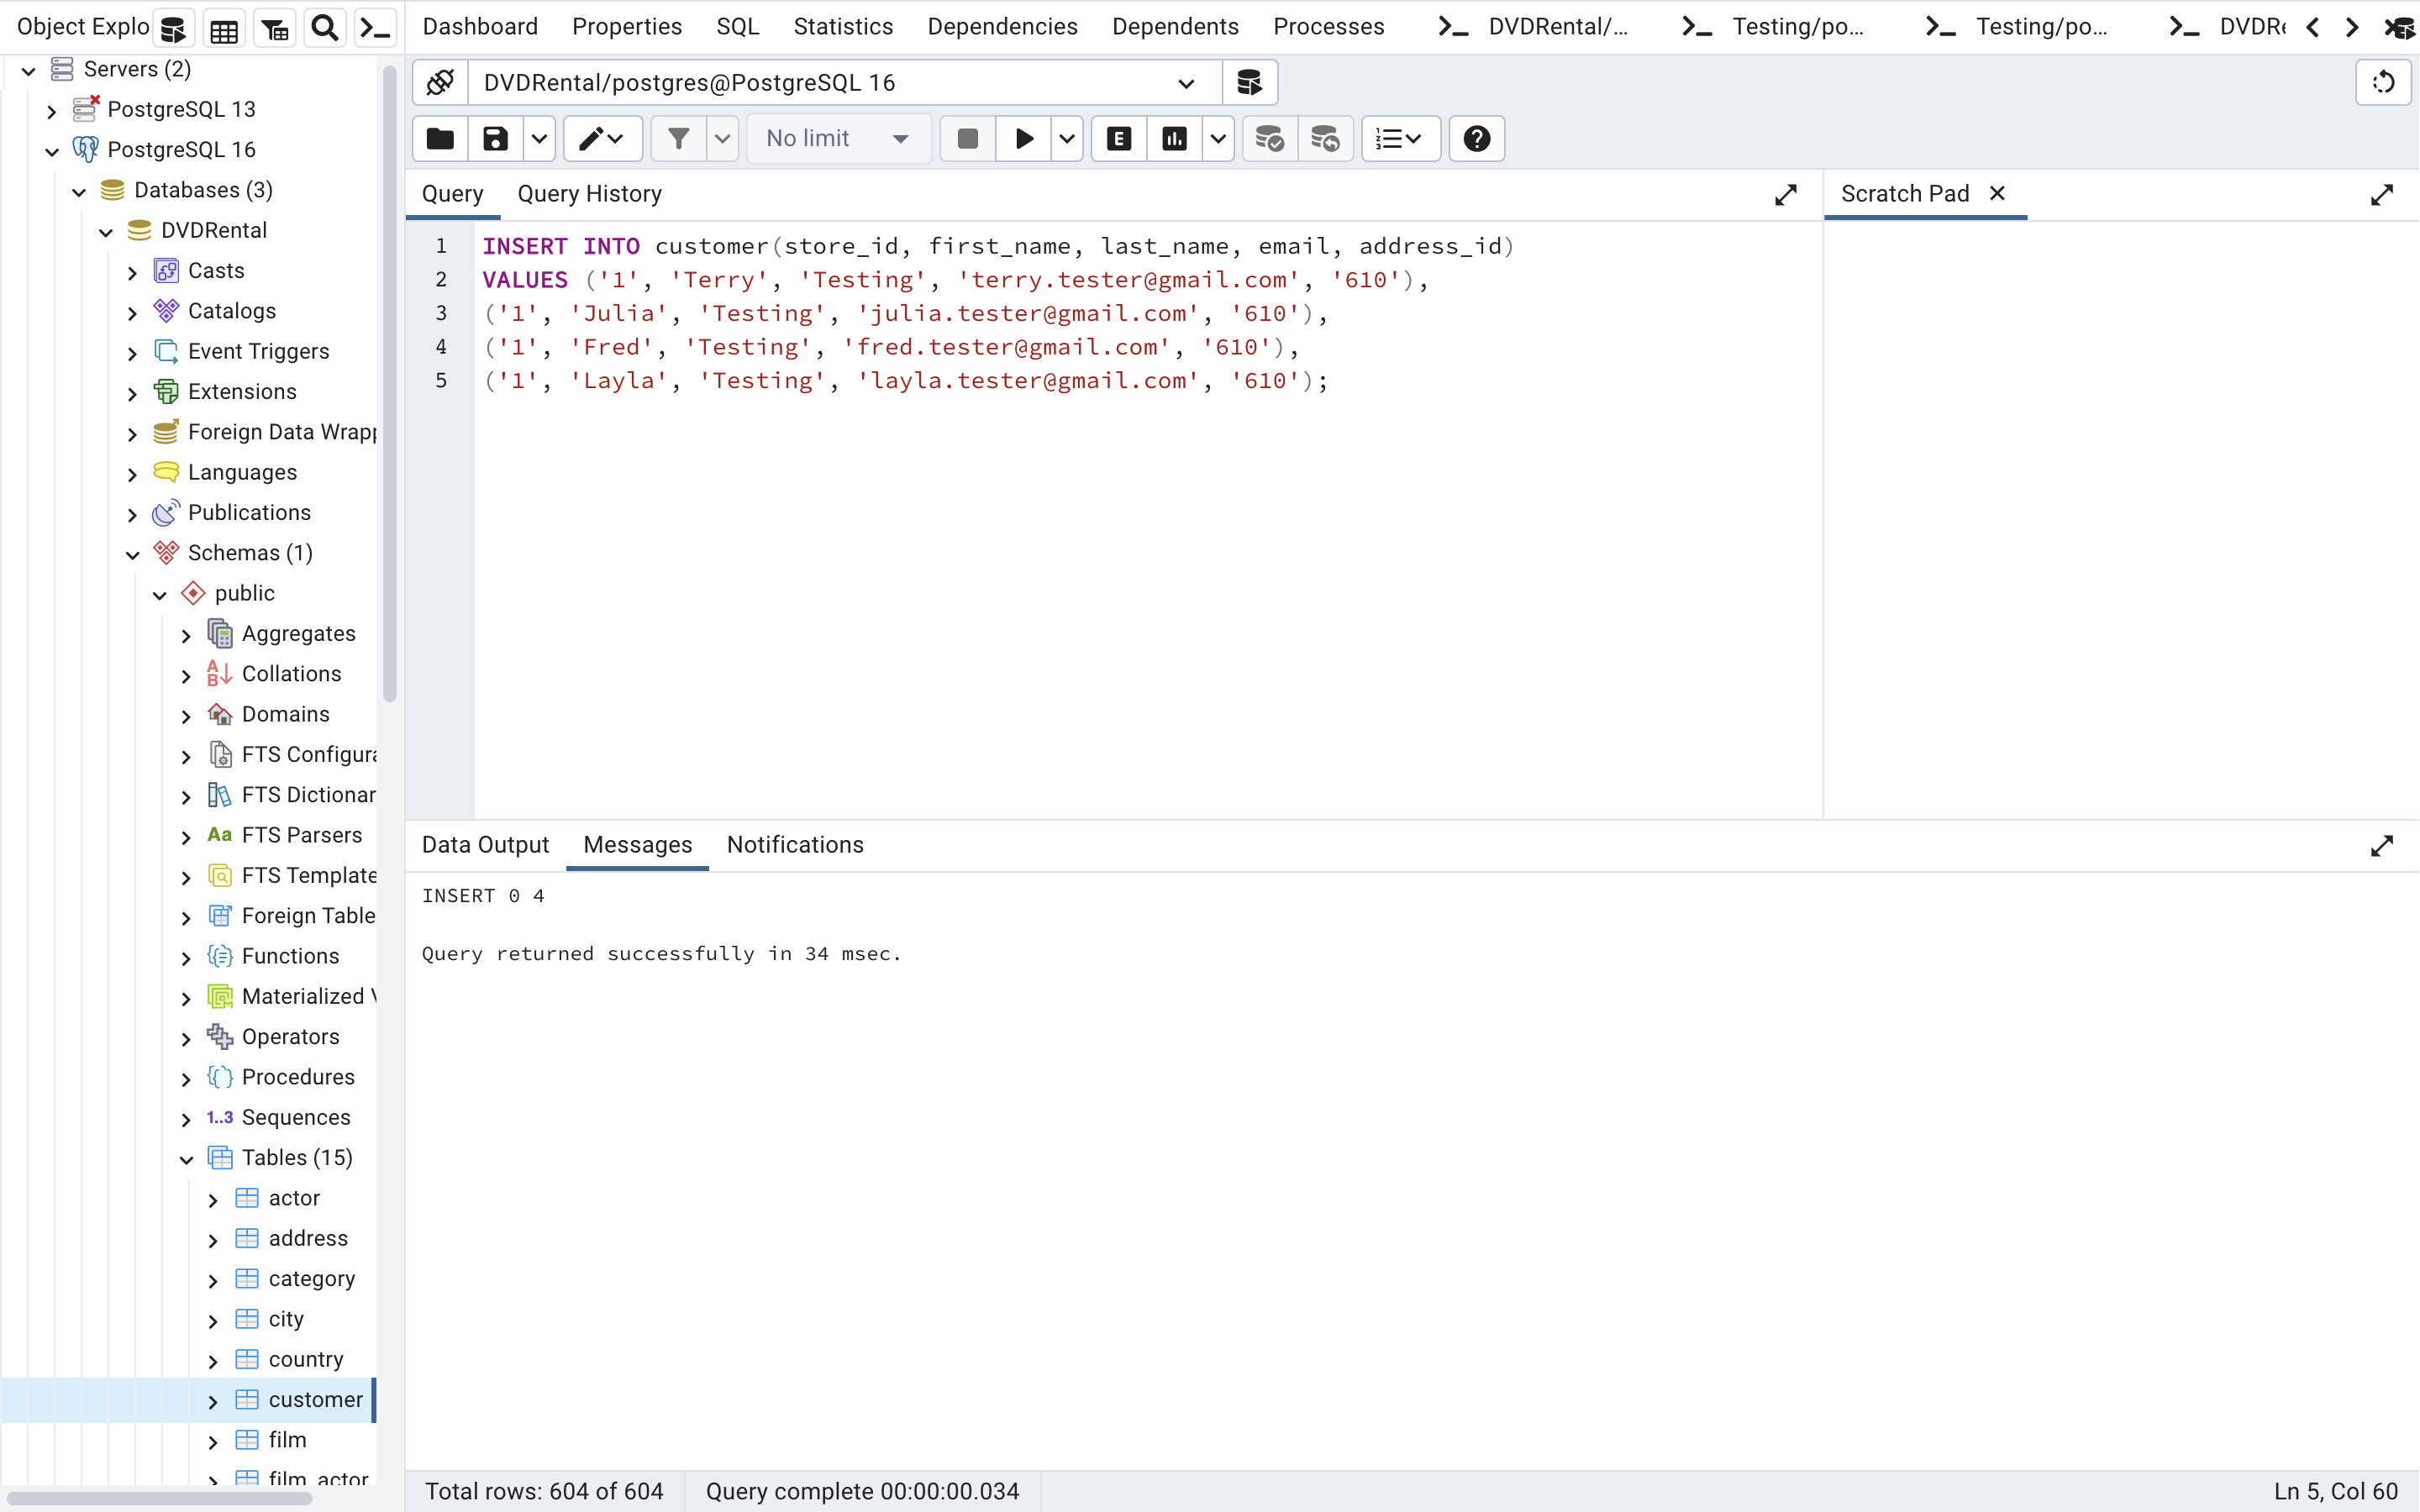 Object Explo
Dashboard Properties SQL Statistics Dependencies Dependents Processes DVDRental/... Testing/po... Testing/po... DVDR
Servers (2)
PostgreSQL 13
PostgreSQL 16
Databases (3)
DVDRental
Casts
Catalogs
Event Triggers
Extensions
Foreign Data Wrap
Languages
Publications
Schemas (1)
public
Aggregates
Collations
Domains
FTS Configura
FTS Dictionar
Aa FTS Parsers
FTS Template
Foreign Table
Functions
Materialized V
Operators
Procedures
1..3 Sequences
Tables (15)
actor
address
category
city
country
customer
film
film_actor
DVDRental/postgres@PostgreSQL 16
No limit
E
Query Query History
Scratch Pad
1 INSERT INTO customer(store_id, first_name, last_name, email, address_id)
2 VALUES ('1', 'Terry', 'Testing', 'terry.tester@gmail.com', '610'),
3 ('1', 'Julia', 'Testing', 'julia.tester@gmail.com', '610'),
4 ('1', 'Fred', 'Testing', 'fred.tester@gmail.com', '610'),
5 ('1', 'Layla', 'Testing', 'layla.tester@gmail.com', '610');
Data Output Messages Notifications
INSERT 0 4
Query returned successfully in 34 msec.
Total rows: 604 of 604 Query complete 00:00:00.034 Ln 5, Col 60